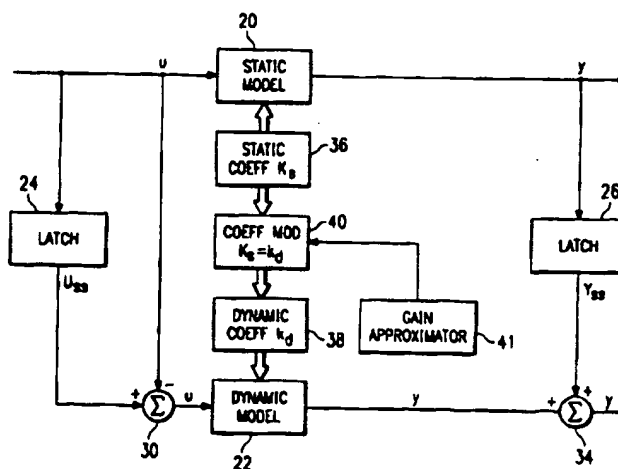 20
u
STATIC
MODEL
y
STATIC
COEFF Ks
36
24
LATCH
Uss
COEFF MOD
Ks=kd
40
26
LATCH
Yss
DYNAMIC
COEFF kd
38
GAIN
APPROXIMATOR
41
+
-
Σ
30
u
DYNAMIC
MODEL
22
y
+
+
Σ
34
y